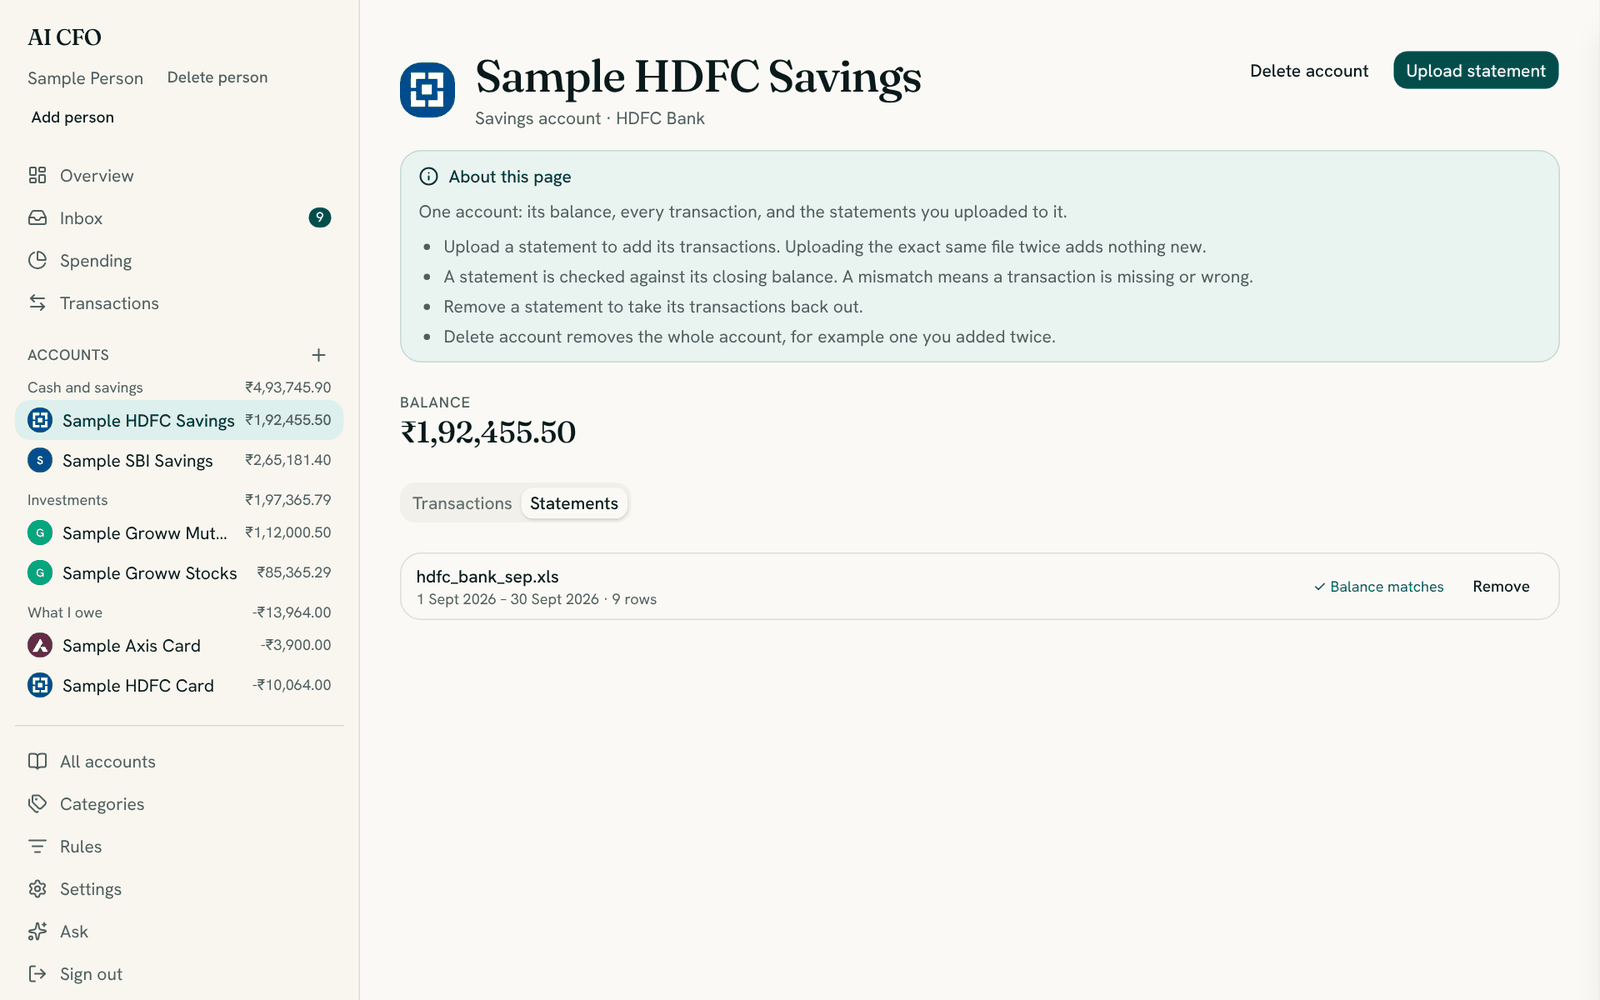 AI CFO
Sample Person Delete person
Add person
Overview
Inbox 9
Spending
Transactions
ACCOUNTS
Cash and savings ₹4,93,745.90
Sample HDFC Savings ₹1,92,455.50
S Sample SBI Savings ₹2,65,181.40
Investments ₹1,97,365.79
G Sample Groww Mut... ₹1,12,000.50
G Sample Groww Stocks ₹85,365.29
What I owe -₹13,964.00
Sample Axis Card -₹3,900.00
Sample HDFC Card -₹10,064.00
All accounts
Categories
Rules
Settings
Ask
Sign out
Sample HDFC Savings
Savings account · HDFC Bank
Delete account Upload statement
About this page
One account: its balance, every transaction, and the statements you uploaded to it.
• Upload a statement to add its transactions. Uploading the exact same file twice adds nothing new.
• A statement is checked against its closing balance. A mismatch means a transaction is missing or wrong.
• Remove a statement to take its transactions back out.
• Delete account removes the whole account, for example one you added twice.
BALANCE
₹1,92,455.50
Transactions Statements
hdfc_bank_sep.xls
1 Sept 2026 – 30 Sept 2026 · 9 rows
✓ Balance matches Remove